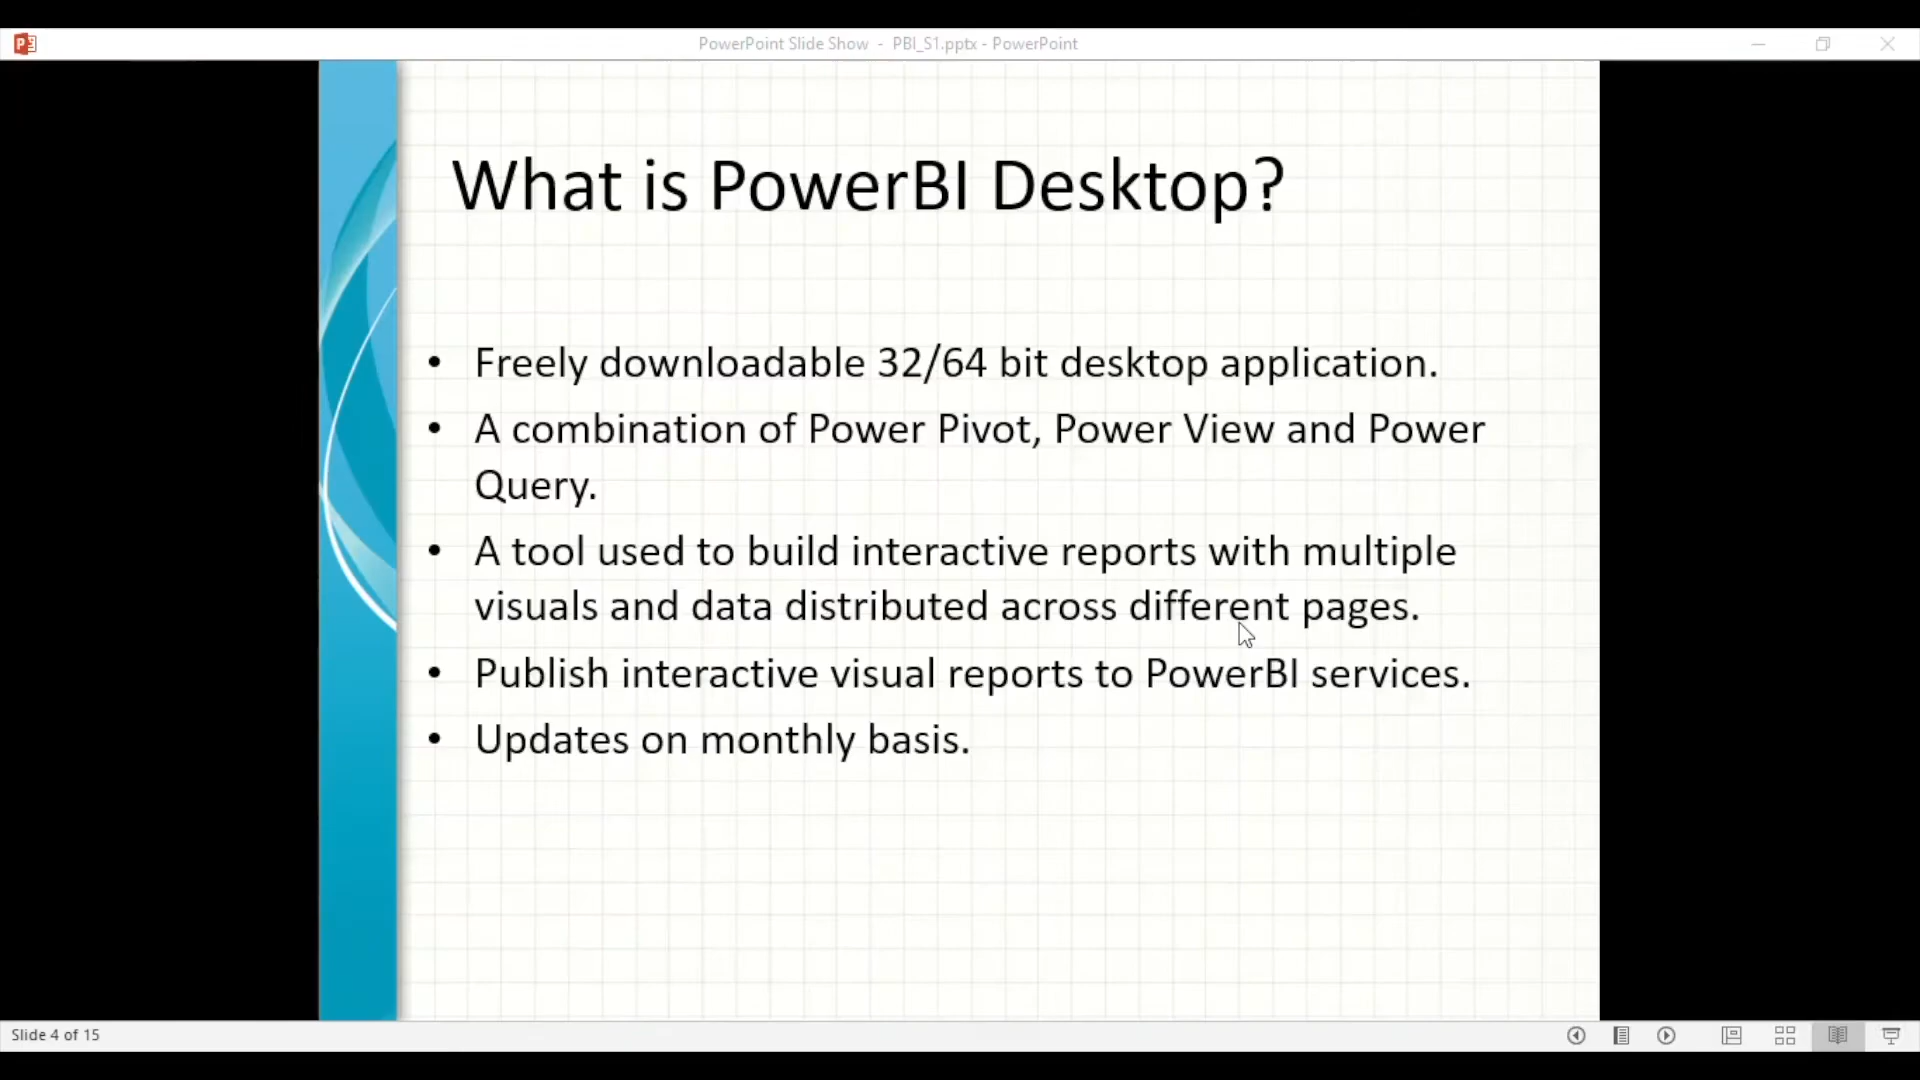 PowerPoint Slide Show - PBI_S1.pptx - PowerPoint
What is PowerBI Desktop?
• Freely downloadable 32/64 bit desktop application.
• A combination of Power Pivot, Power View and Power
Query.
• A tool used to build interactive reports with multiple
visuals and data distributed across different pages.
• Publish interactive visual reports to PowerBI services.
• Updates on monthly basis.
Slide 4 of 15